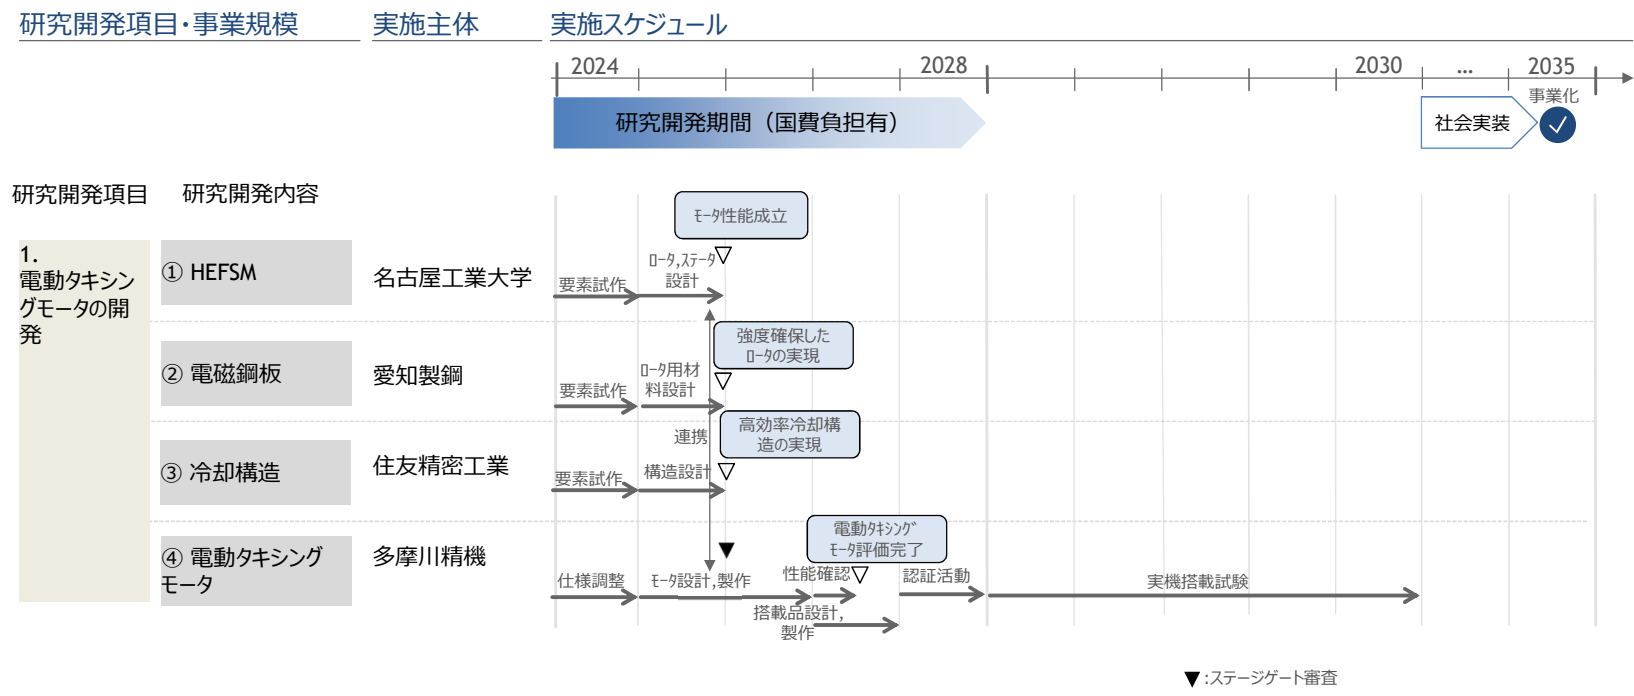 研究開発項目・事業規模
実施主体
実施スケジュール
2024
2028
2030
...
2035
事業化
研究開発期間（国費負担有）
社会実装
研究開発項目
研究開発内容
ﾓｰﾀ性能成立
1.
電動タキシン
グモータの開
発
① HEFSM
名古屋工業大学
要素試作
ﾛｰﾀ,ｽﾃｰﾀ
設計
強度確保した
ﾛｰﾀの実現
② 電磁鋼板
愛知製鋼
要素試作
ﾛｰﾀ用材
料設計
高効率冷却構
造の実現
連携
③ 冷却構造
住友精密工業
要素試作
構造設計
電動ﾀｷｼﾝｸﾞ
ﾓｰﾀ評価完了
④ 電動タキシング
モータ
多摩川精機
仕様調整
ﾓｰﾀ設計,製作
性能確認
認証活動
実機搭載試験
搭載品設計,
製作
▼:ステージゲート審査